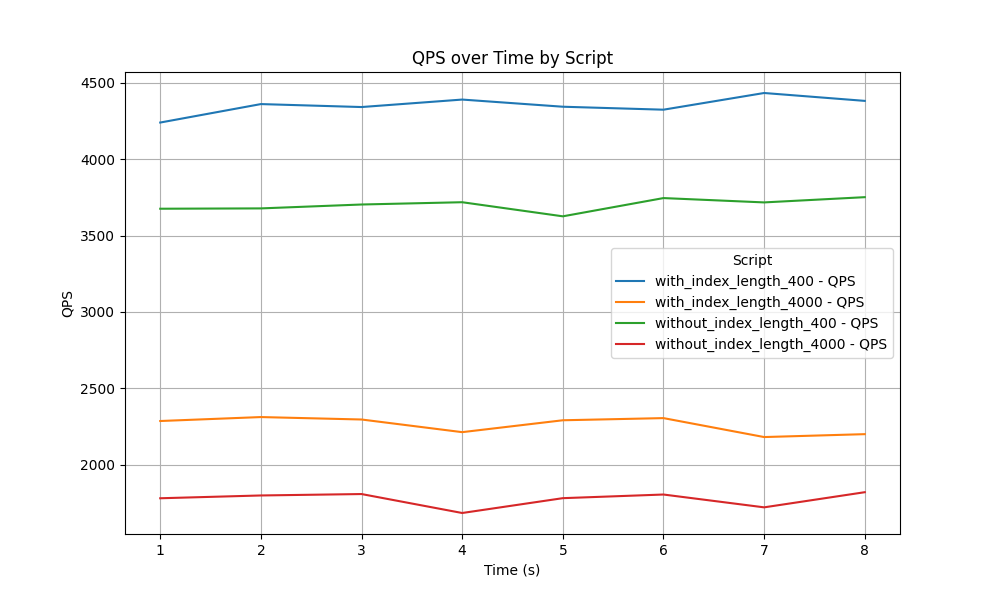 QPS over Time by Script
4500
4000
3500
3000
2500
2000
QPS
Script
with_index_length_400 - QPS
with_index_length_4000 - QPS
without_index_length_400 - QPS
without_index_length_4000 - QPS
1 2 3 4 5 6 7 8
Time (s)